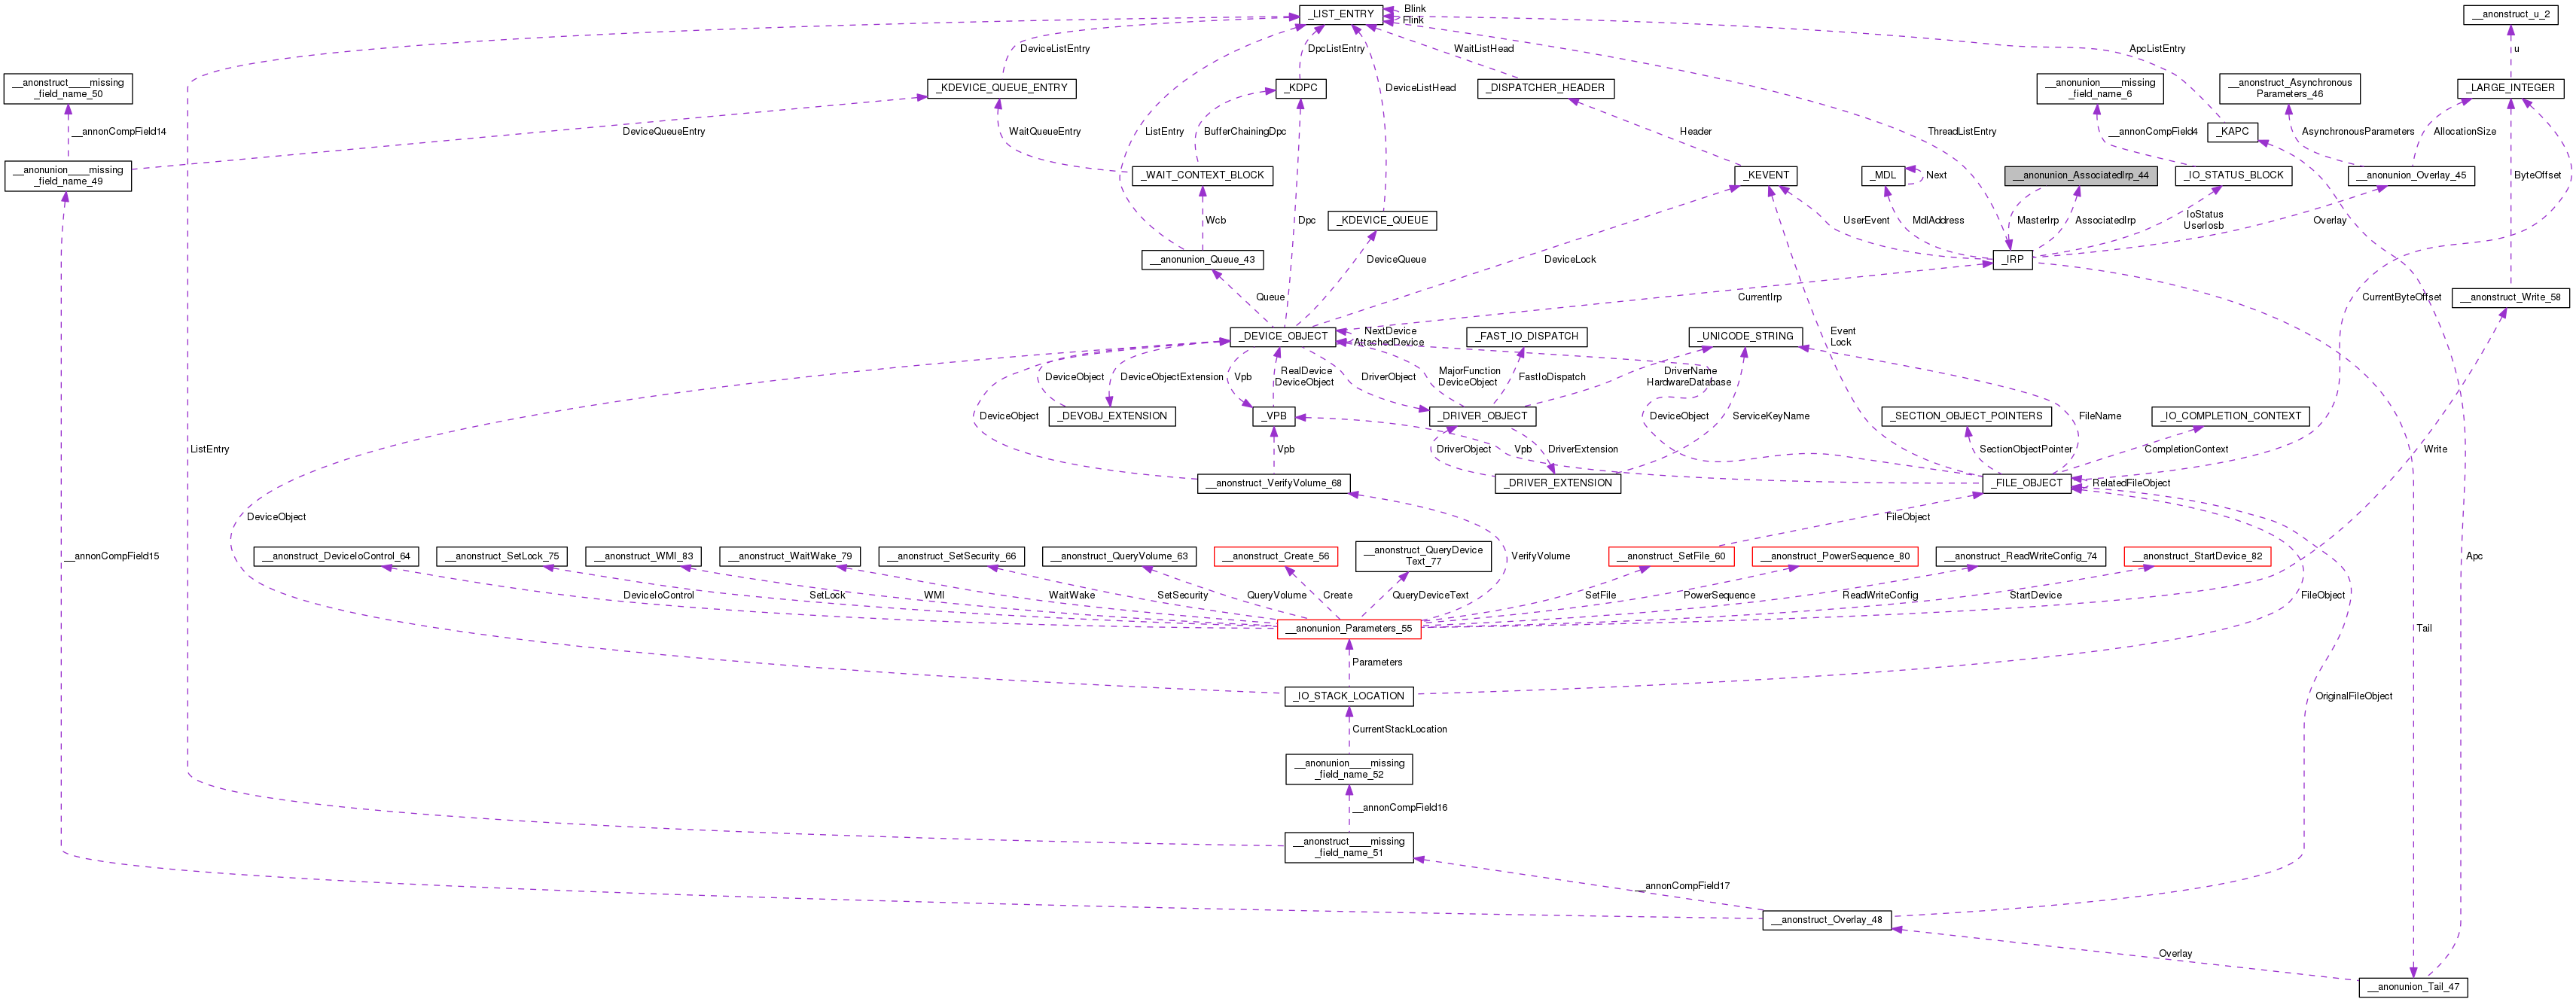 _LIST_ENTRY
Blink
Flink
__anonstruct_u_2
DeviceListEntry
DpcListEntry
WaitListHead
ApcListEntry
u
__anonstruct____missing
_field_name_50
_KDEVICE_QUEUE_ENTRY
_KDPC
DeviceListHead
_DISPATCHER_HEADER
__anonunion____missing
_field_name_6
__anonstruct_Asynchronous
Parameters_46
_LARGE_INTEGER
__annonCompField14
DeviceQueueEntry
WaitQueueEntry
ListEntry
BufferChainingDpc
Header
ThreadListEntry
__annonCompField4
_KAPC
AsynchronousParameters
AllocationSize
__anonunion____missing
_field_name_49
_WAIT_CONTEXT_BLOCK
_KEVENT
_MDL
Next
__anonunion_AssociatedIrp_44
_IO_STATUS_BLOCK
__anonunion_Overlay_45
ByteOffset
Wcb
Dpc
_KDEVICE_QUEUE
UserEvent
MdlAddress
MasterIrp
AssociatedIrp
IoStatus
UserIosb
Overlay
__anonunion_Queue_43
DeviceQueue
DeviceLock
_IRP
Queue
CurrentIrp
CurrentByteOffset
__anonstruct_Write_58
_DEVICE_OBJECT
NextDevice
AttachedDevice
_FAST_IO_DISPATCH
_UNICODE_STRING
Event
Lock
DeviceObject
DeviceObjectExtension
Vpb
RealDevice
DeviceObject
DriverObject
MajorFunction
DeviceObject
FastIoDispatch
DriverName
HardwareDatabase
DeviceObject
_DEVOBJ_EXTENSION
_VPB
_DRIVER_OBJECT
ServiceKeyName
DeviceObject
FileName
_SECTION_OBJECT_POINTERS
_IO_COMPLETION_CONTEXT
ListEntry
Vpb
DriverObject
Vpb
DriverExtension
SectionObjectPointer
CompletionContext
Write
__anonstruct_VerifyVolume_68
_DRIVER_EXTENSION
_FILE_OBJECT
RelatedFileObject
DeviceObject
FileObject
__annonCompField15
__anonstruct_DeviceIoControl_64
__anonstruct_SetLock_75
__anonstruct_WMI_83
__anonstruct_WaitWake_79
__anonstruct_SetSecurity_66
__anonstruct_QueryVolume_63
__anonstruct_Create_56
__anonstruct_QueryDevice
Text_77
VerifyVolume
__anonstruct_SetFile_60
__anonstruct_PowerSequence_80
__anonstruct_ReadWriteConfig_74
__anonstruct_StartDevice_82
Apc
DeviceIoControl
SetLock
WMI
WaitWake
SetSecurity
QueryVolume
Create
QueryDeviceText
SetFile
PowerSequence
ReadWriteConfig
StartDevice
FileObject
__anonunion_Parameters_55
Tail
Parameters
_IO_STACK_LOCATION
OriginalFileObject
CurrentStackLocation
__anonunion____missing
_field_name_52
__annonCompField16
__anonstruct____missing
_field_name_51
__annonCompField17
__anonstruct_Overlay_48
Overlay
__anonunion_Tail_47